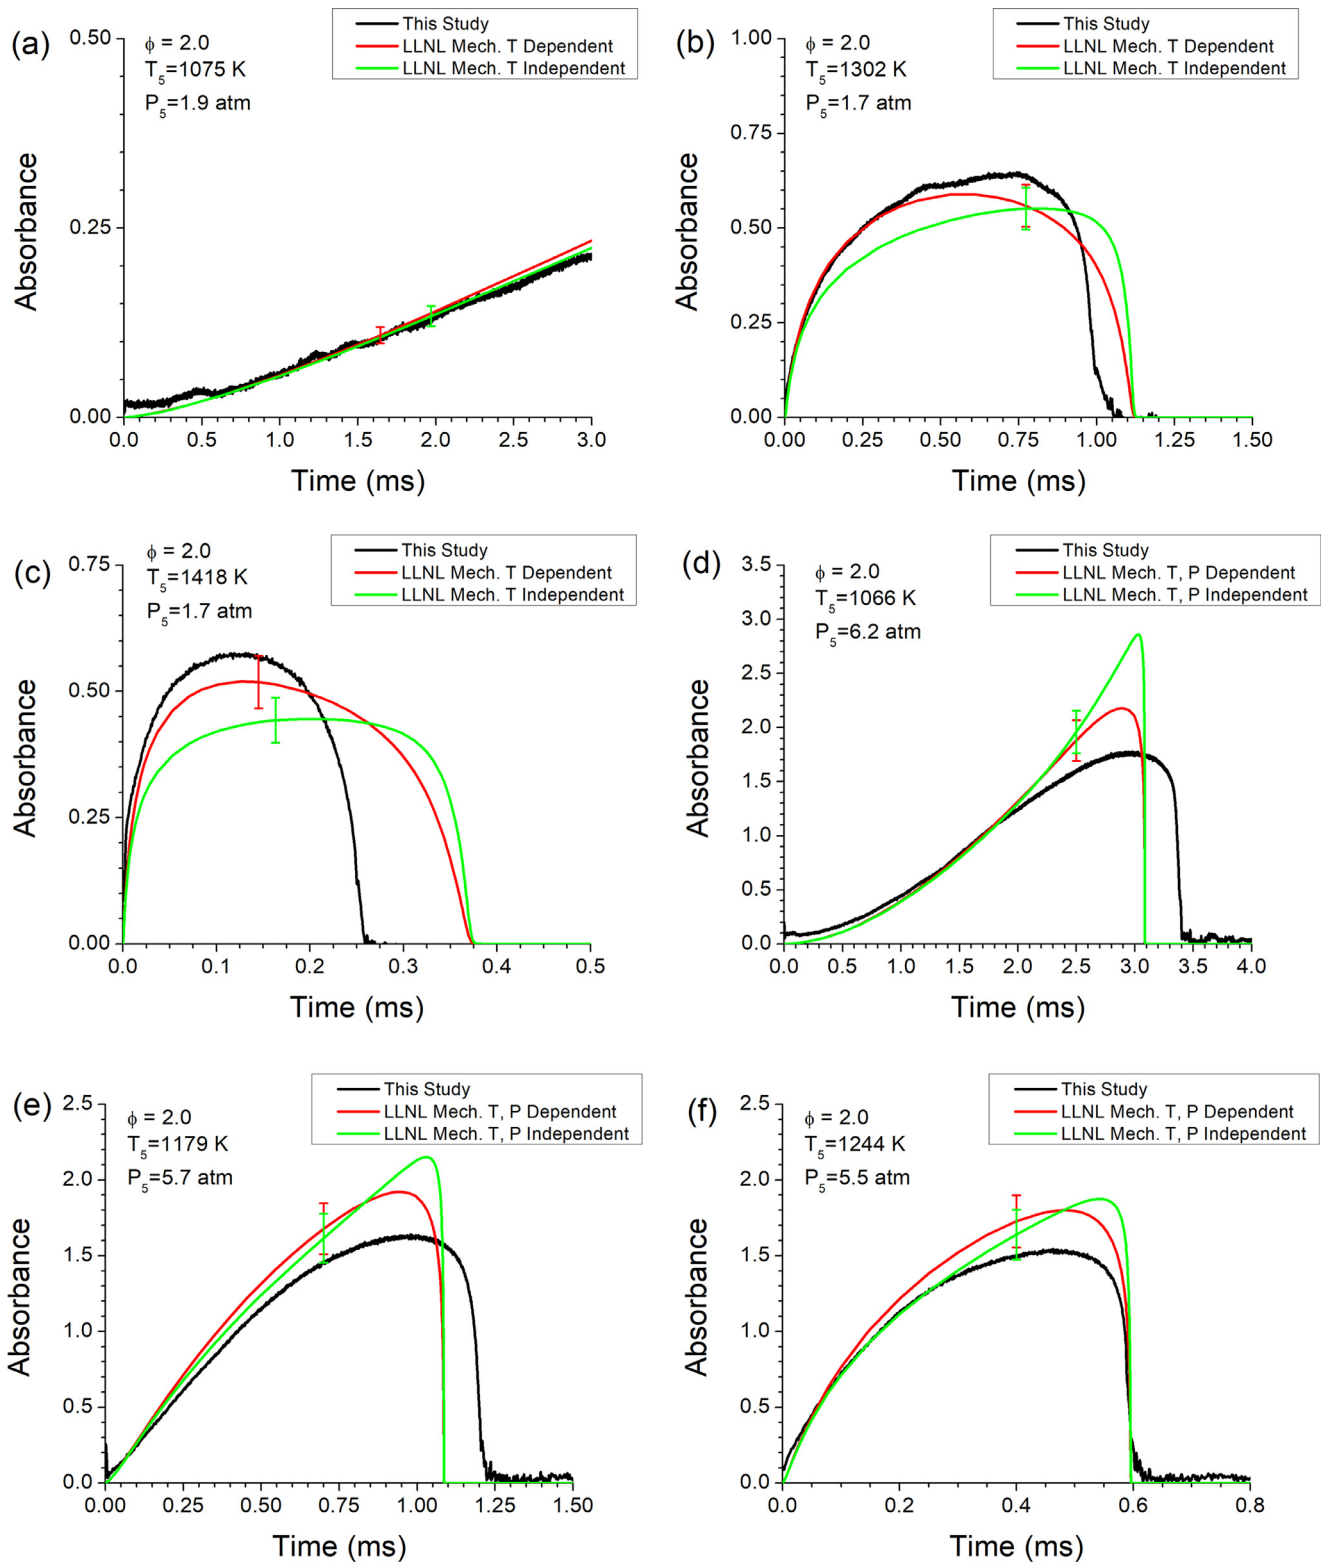 (a)
0.50
ϕ = 2.0
T5=1075 K
P5=1.9 atm
This Study
LLNL Mech. T Dependent
LLNL Mech. T Independent
0.25
0.00
Absorbance
0.0 0.5 1.0 1.5 2.0 2.5 3.0
Time (ms)
(b)
1.00
ϕ = 2.0
T5=1302 K
P5=1.7 atm
This Study
LLNL Mech. T Dependent
LLNL Mech. T Independent
0.75
0.50
0.25
0.00
Absorbance
0.00 0.25 0.50 0.75 1.00 1.25 1.50
Time (ms)
(c)
0.75
ϕ = 2.0
T5=1418 K
P5=1.7 atm
This Study
LLNL Mech. T Dependent
LLNL Mech. T Independent
0.50
0.25
0.00
Absorbance
0.0 0.1 0.2 0.3 0.4 0.5
Time (ms)
(d)
3.5
ϕ = 2.0
T5=1066 K
P5=6.2 atm
This Study
LLNL Mech. T, P Dependent
LLNL Mech. T, P Independent
3.0
2.5
2.0
1.5
1.0
0.5
0.0
Absorbance
0.0 0.5 1.0 1.5 2.0 2.5 3.0 3.5 4.0
Time (ms)
(e)
2.5
ϕ = 2.0
T5=1179 K
P5=5.7 atm
This Study
LLNL Mech. T, P Dependent
LLNL Mech. T, P Independent
2.0
1.5
1.0
0.5
0.0
Absorbance
0.00 0.25 0.50 0.75 1.00 1.25 1.50
Time (ms)
(f)
2.5
ϕ = 2.0
T5=1244 K
P5=5.5 atm
This Study
LLNL Mech. T, P Dependent
LLNL Mech. T, P Independent
2.0
1.5
1.0
0.5
0.0
Absorbance
0.0 0.2 0.4 0.6 0.8
Time (ms)